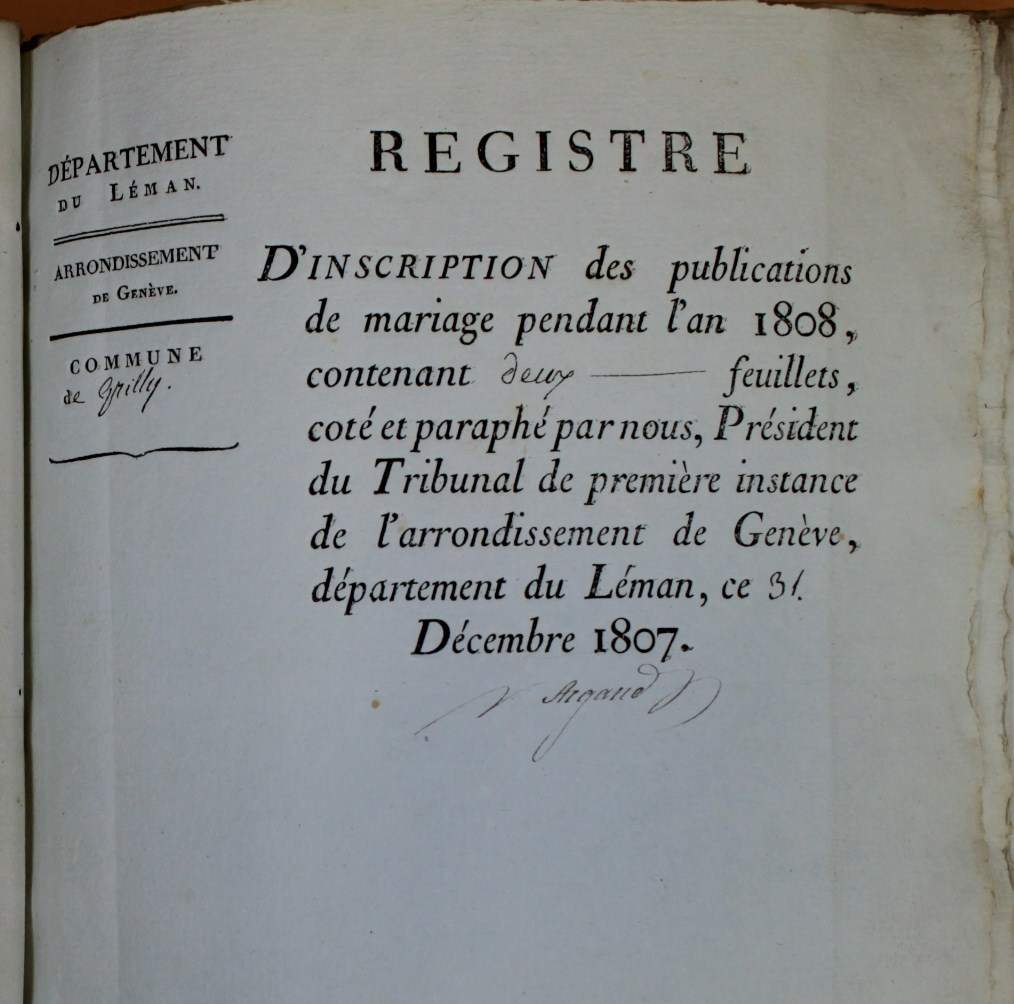 DÉPARTEMENT
DU LÉMAN.
ARRONDISSEMENT
DE GENÈVE.
COMMUNE
de Grilly.
REGISTRE
D'INSCRIPTION des publications
de mariage pendant l'an 1808,
contenant deux feuillets,
coté et paraphé par nous, Président
du Tribunal de première instance
de l'arrondissement de Genève,
département du Léman, ce 31.
Décembre 1807.
Argand